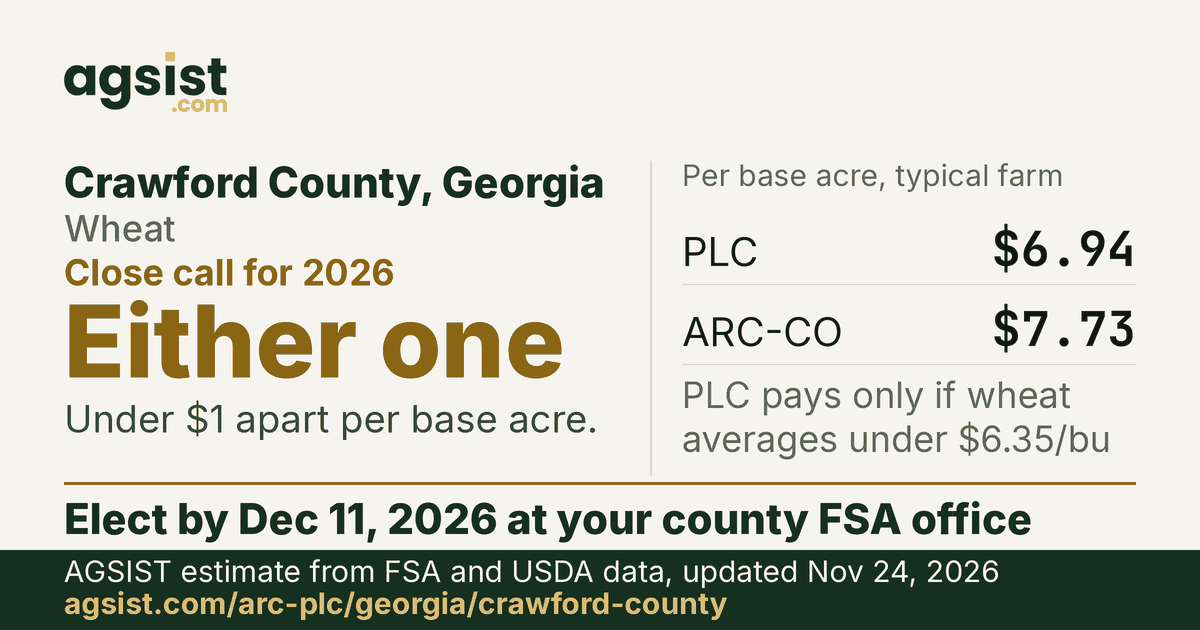 agsist
.com
Crawford County, Georgia
Wheat
Close call for 2026
Either one
Under $1 apart per base acre.
Per base acre, typical farm
PLC $6.94
ARC-CO $7.73
PLC pays only if wheat
averages under $6.35/bu
Elect by Dec 11, 2026 at your county FSA office
AGSIST estimate from FSA and USDA data, updated Nov 24, 2026
agsist.com/arc-plc/georgia/crawford-county